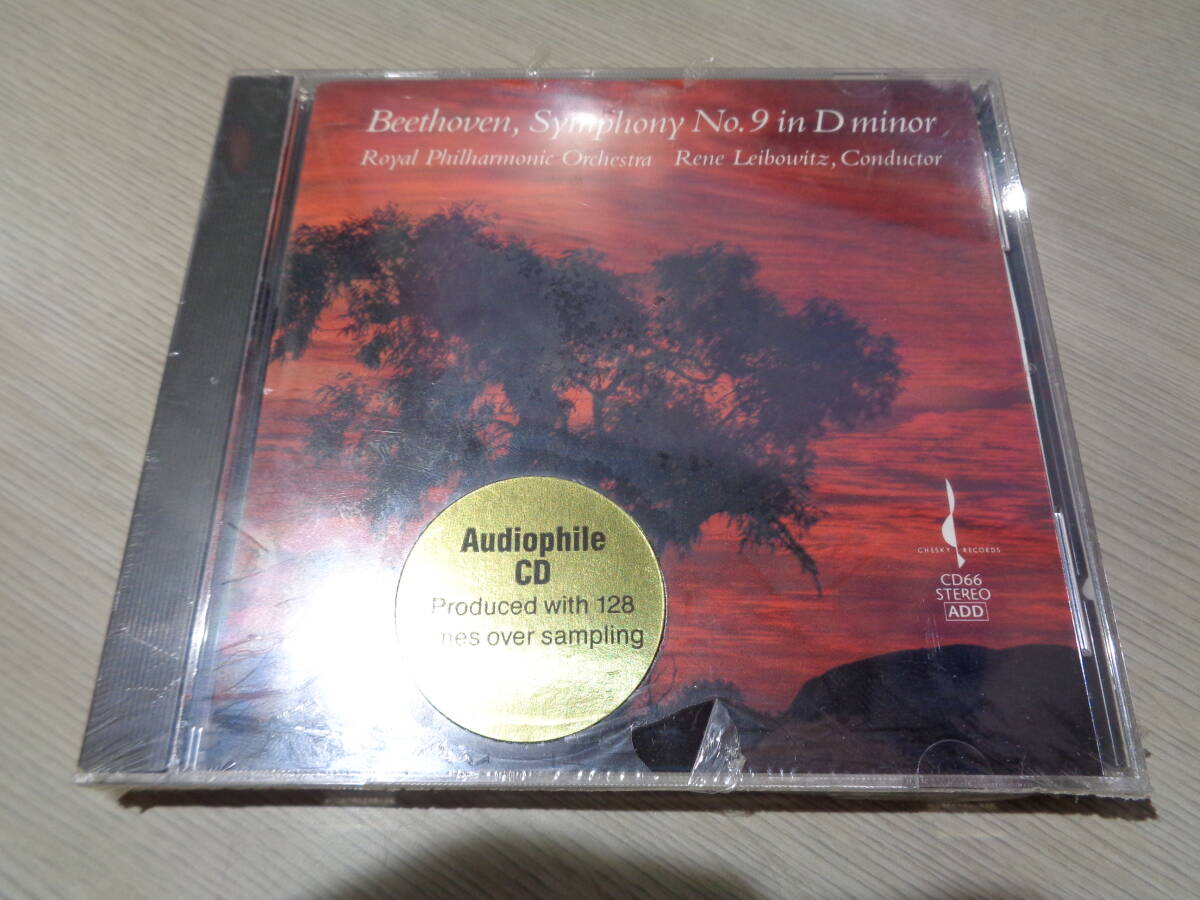 Beethoven, Symphony No. 9 in D minor
Royal Philharmonic Orchestra Rene Leibowitz, Conductor
Audiophile
CD
Produced with 128
over sampling
CHESKY RECORDS
CD66
STEREO
ADD